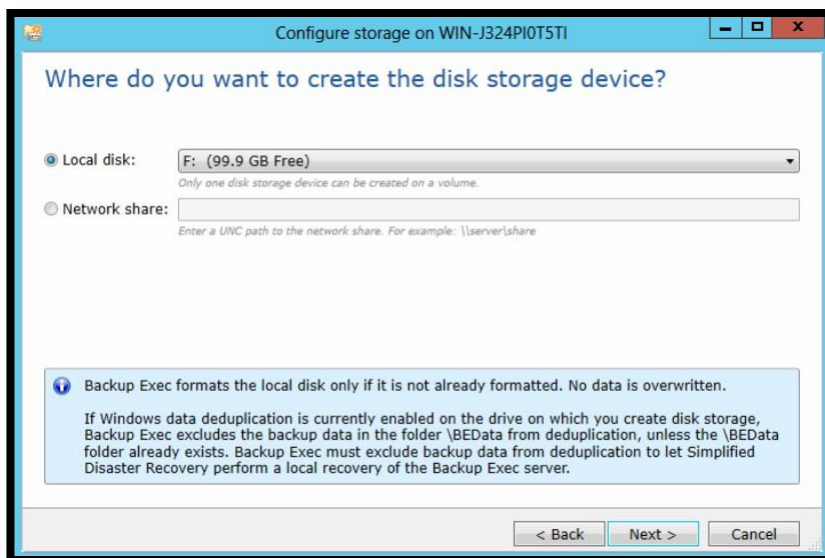 Configure storage on WIN-J324PI0T5TI
Where do you want to create the disk storage device?
Local disk:
F: (99.9 GB Free)
Only one disk storage device can be created on a volume.
Network share:
Enter a UNC path to the network share. For example: \\server\share
Backup Exec formats the local disk only if it is not already formatted. No data is overwritten.
If Windows data deduplication is currently enabled on the drive on which you create disk storage,
Backup Exec excludes the backup data in the folder \BEData from deduplication, unless the \BEData
folder already exists. Backup Exec must exclude backup data from deduplication to let Simplified
Disaster Recovery perform a local recovery of the Backup Exec server.
< Back
Next >
Cancel